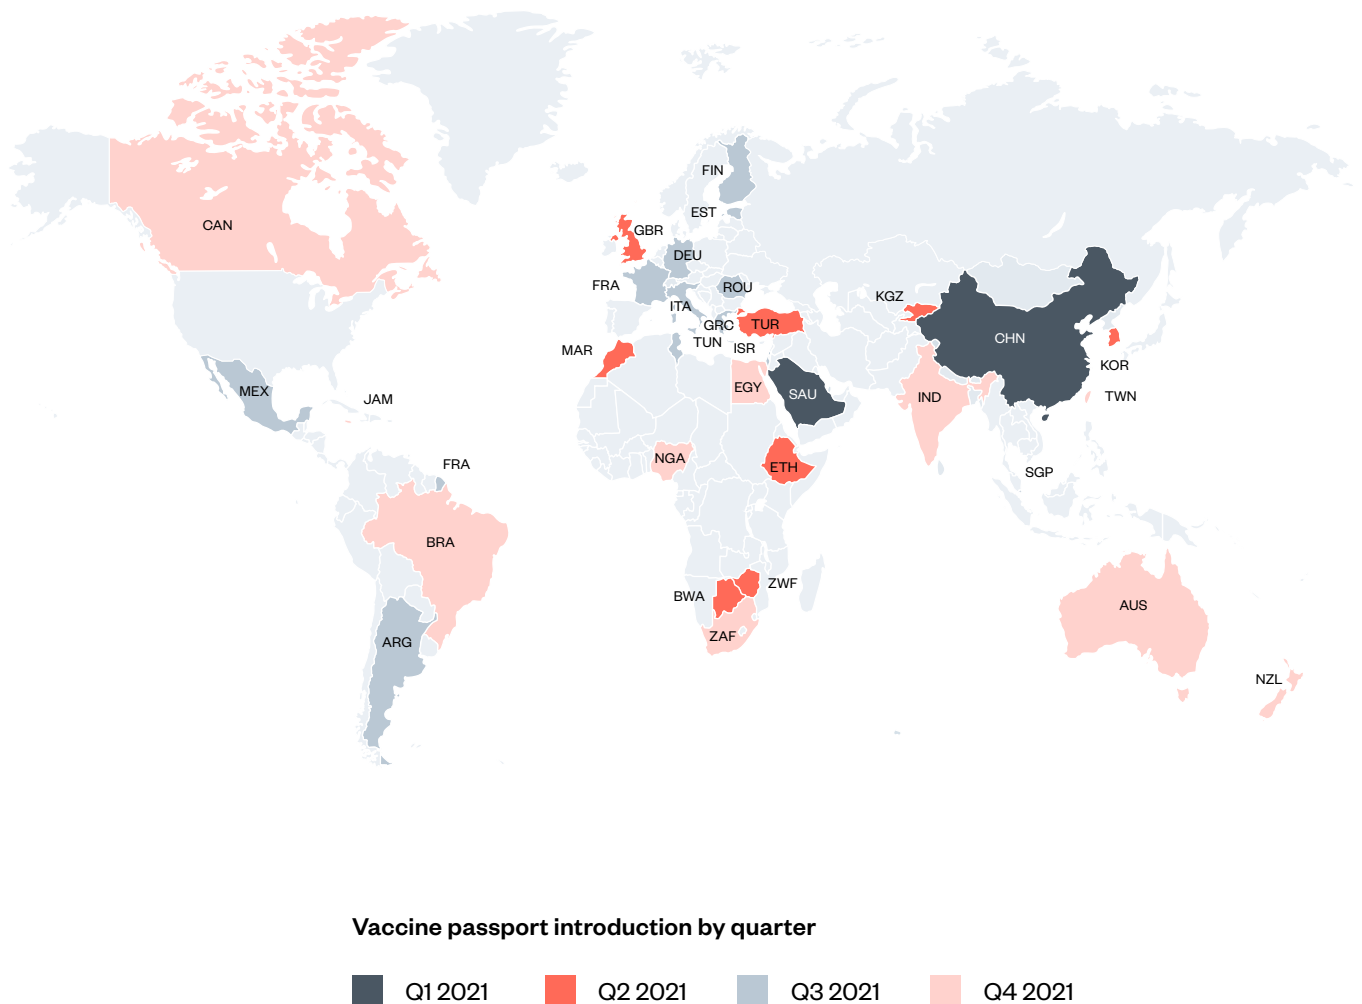 FIN
EST
CAN
GBR
DEU
FRA
ROU
KGZ
ITA
GRC
TUR
CHN
TUN
ISR
MAR
KOR
EGY
MEX
SAU
IND
TWN
JAM
NGA
FRA
ETH
SGP
BRA
ZWF
BWA
AUS
ZAF
ARG
NZL
Vaccine passport introduction by quarter
Q1 2021
Q2 2021
Q3 2021
Q4 2021